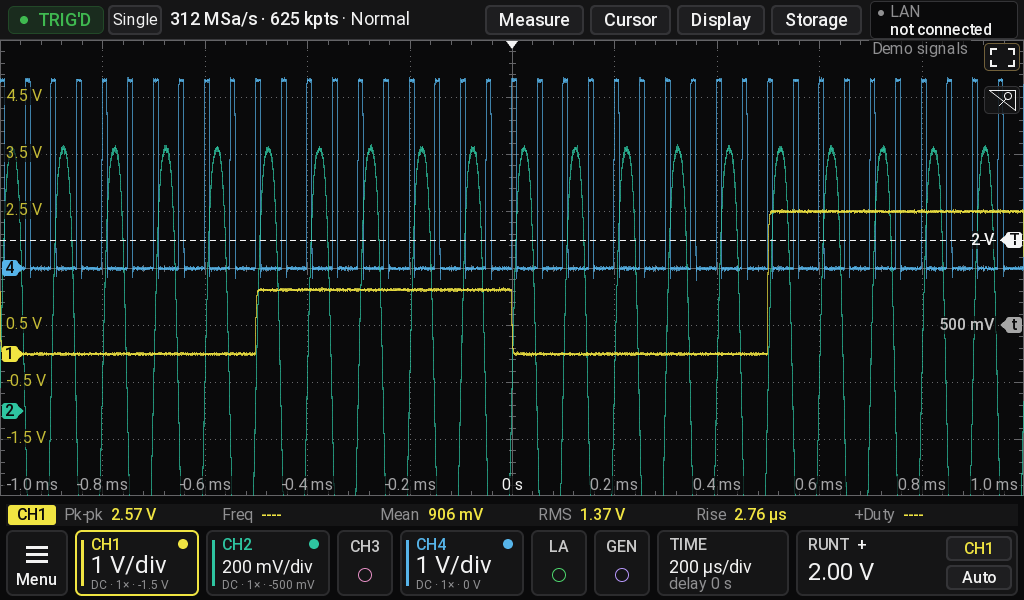 TRIG'D Single 312 MSa/s · 625 kpts · Normal Measure Cursor Display Storage LAN
not connected
Demo signals
4.5 V
3.5 V
2.5 V
2 V T
4
0.5 V 500 mV t
1
-0.5 V
2
-1.5 V
-1.0 ms -0.8 ms -0.6 ms -0.4 ms -0.2 ms 0 s 0.2 ms 0.4 ms 0.6 ms 0.8 ms 1.0 ms
CH1 Pk-pk 2.57 V Freq ---- Mean 906 mV RMS 1.37 V Rise 2.76 µs +Duty ----
Menu
CH1
1 V/div
DC · 1× · -1.5 V
CH2
200 mV/div
DC · 1× · -500 mV
CH3
CH4
1 V/div
DC · 1× · 0 V
LA
GEN
TIME
200 µs/div
delay 0 s
RUNT +
2.00 V
CH1
Auto